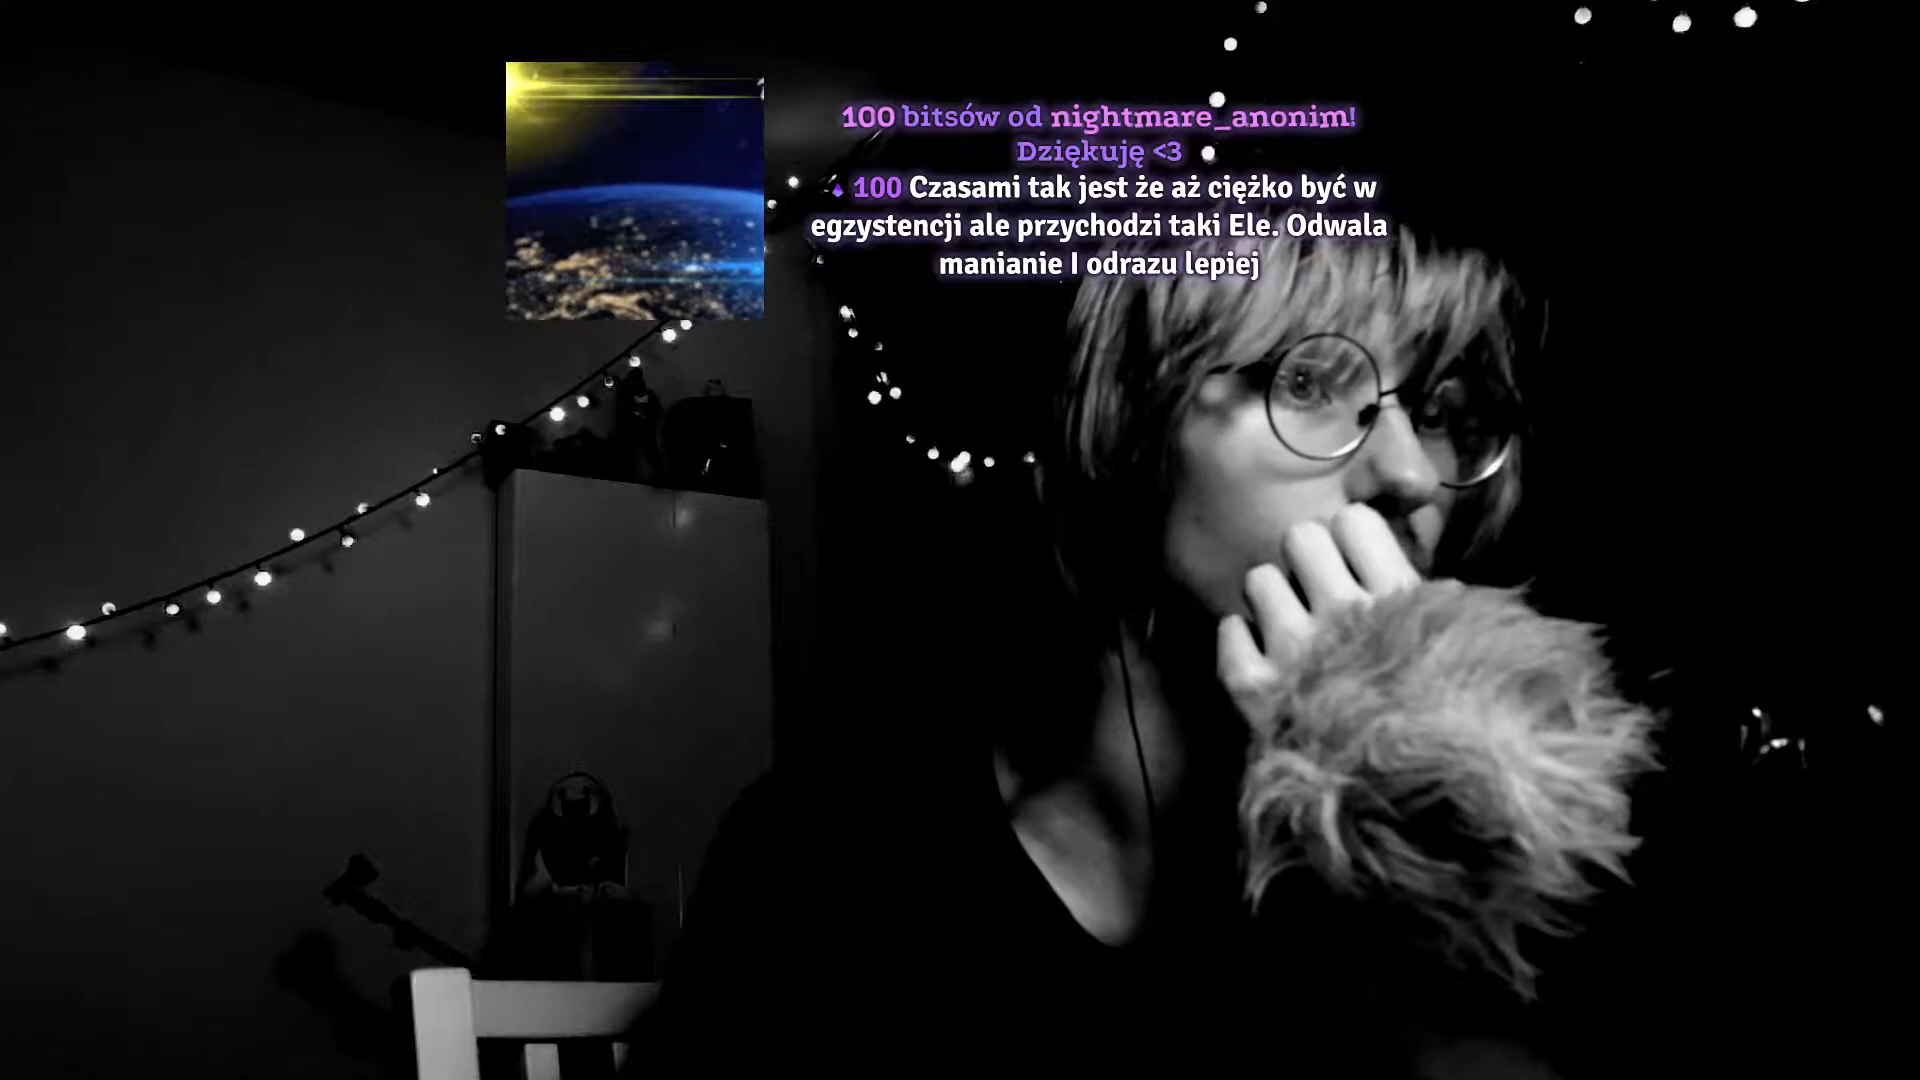 100 bitsów od nightmare_anonim!
Dziękuję <3
100 Czasami tak jest że aż ciężko być w
egzystencji ale przychodzi taki Ele. Odwala
manianie I odrazu lepiej